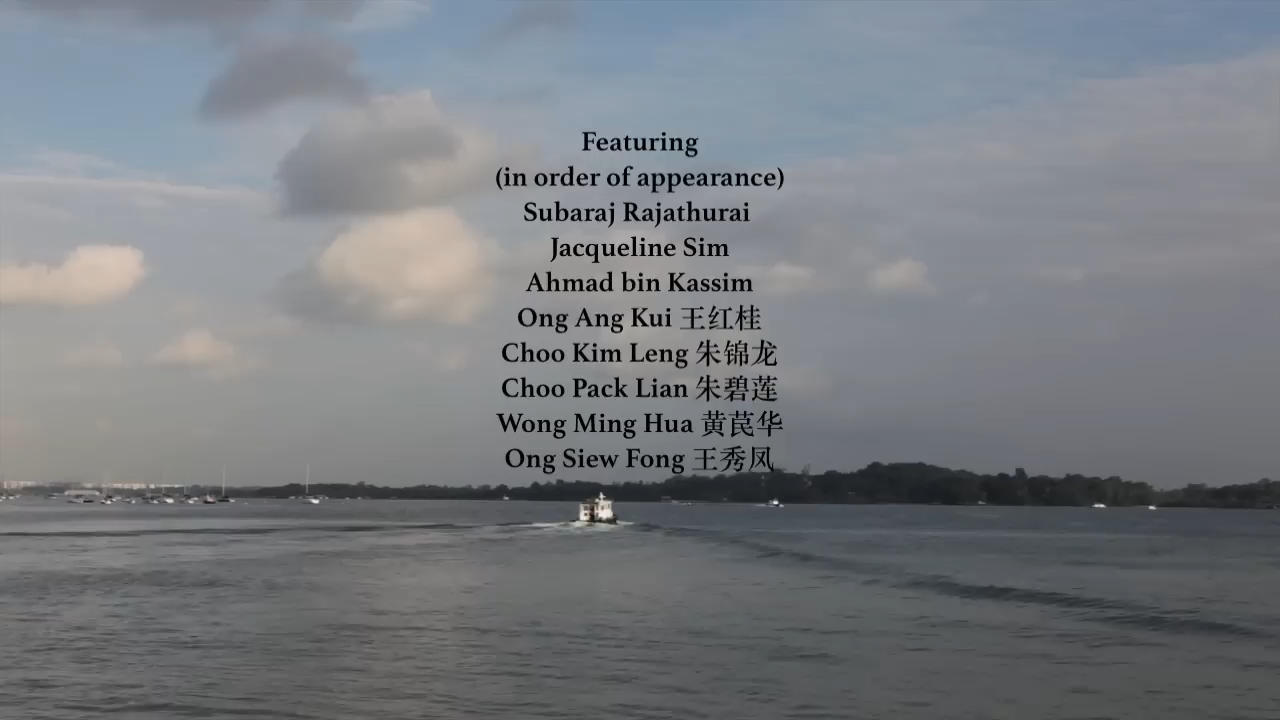 Featuring
(in order of appearance)
Subaraj Rajathurai
Jacqueline Sim
Ahmad bin Kassim
Ong Ang Kui 王红桂
Choo Kim Leng 朱锦龙
Choo Pack Lian 朱碧莲
Wong Ming Hua 黄茛华
Ong Siew Fong 王秀凤